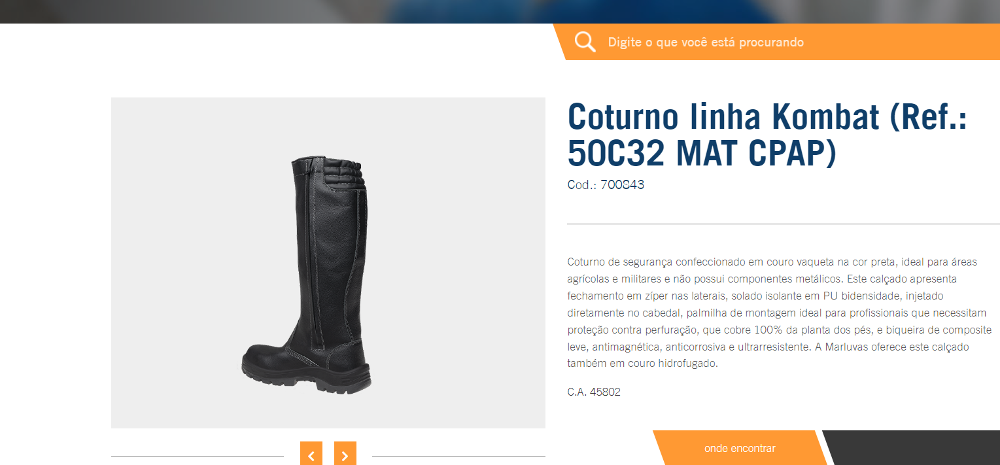 Digite o que você está procurando
Coturno linha Kombat (Ref.:
50C32 MAT CPAP)
Cod.: 700843
Coturno de segurança confeccionado em couro vaqueta na cor preta, ideal para áreas
agrícolas e militares e não possui componentes metálicos. Este calçado apresenta
fechamento em zíper nas laterais, solado isolante em PU bidensidade, injetado
diretamente no cabedal, palmilha de montagem ideal para profissionais que necessitam
proteção contra perfuração, que cobre 100% da planta dos pés, e biqueira de composite
leve, antimagnética, anticorrosiva e ultrarresistente. A Marluvas oferece este calçado
também em couro hidrofugado.
C.A. 45802
onde encontrar